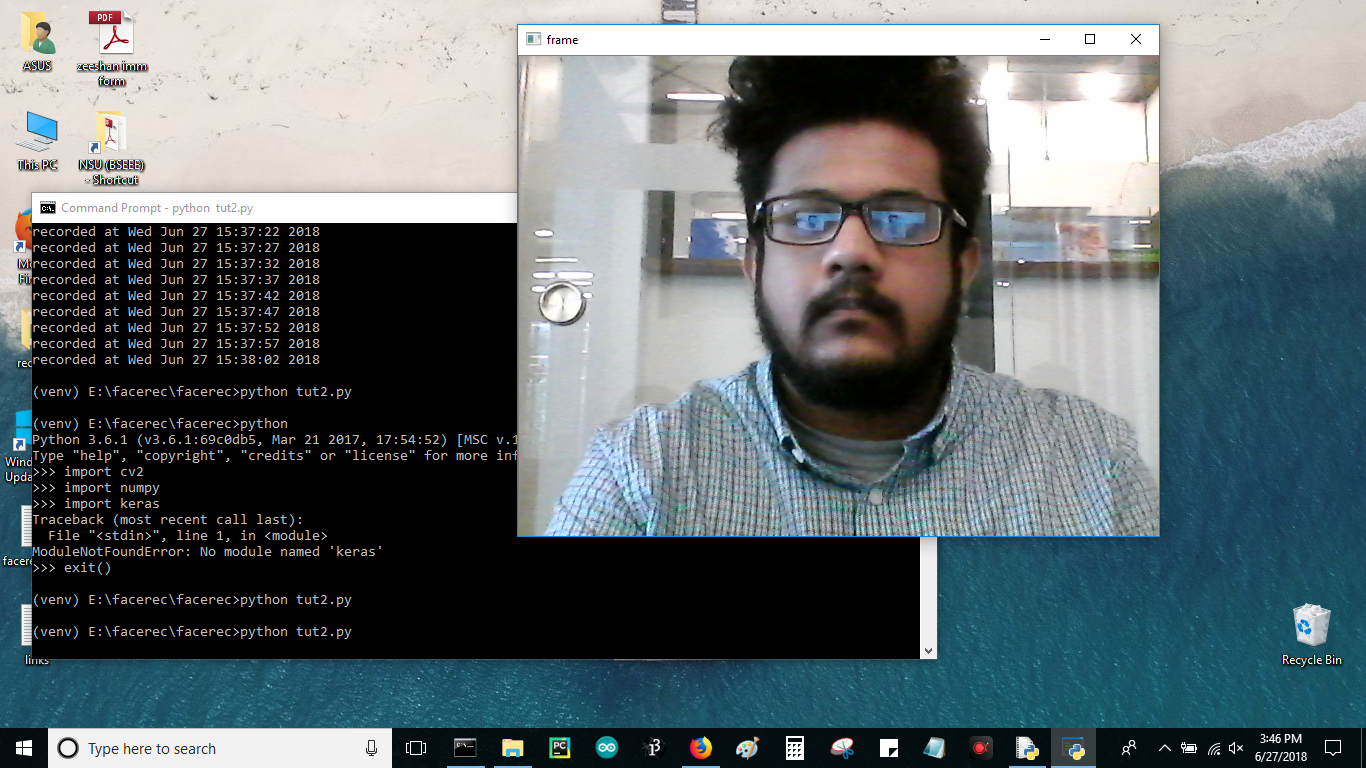 PDF
ASUS
zeeshan imm
form
This PC
NSU (BSEEE)
- Shortcut
frame
Command Prompt - python  tut2.py
recorded at Wed Jun 27 15:37:22 2018
recorded at Wed Jun 27 15:37:27 2018
recorded at Wed Jun 27 15:37:32 2018
recorded at Wed Jun 27 15:37:37 2018
recorded at Wed Jun 27 15:37:42 2018
recorded at Wed Jun 27 15:37:47 2018
recorded at Wed Jun 27 15:37:52 2018
recorded at Wed Jun 27 15:37:57 2018
recorded at Wed Jun 27 15:38:02 2018
(venv) E:\facerec\facerec>python tut2.py
(venv) E:\facerec\facerec>python
Python 3.6.1 (v3.6.1:69c0db5, Mar 21 2017, 17:54:52) [MSC v.1
Type "help", "copyright", "credits" or "license" for more inf
>>> import cv2
>>> import numpy
>>> import keras
Traceback (most recent call last):
  File "<stdin>", line 1, in <module>
ModuleNotFoundError: No module named 'keras'
>>> exit()
(venv) E:\facerec\facerec>python tut2.py
(venv) E:\facerec\facerec>python tut2.py
Mo
Fir
rec
Wind
Upda
facere
links
Recycle Bin
Type here to search
PC
3:46 PM
6/27/2018